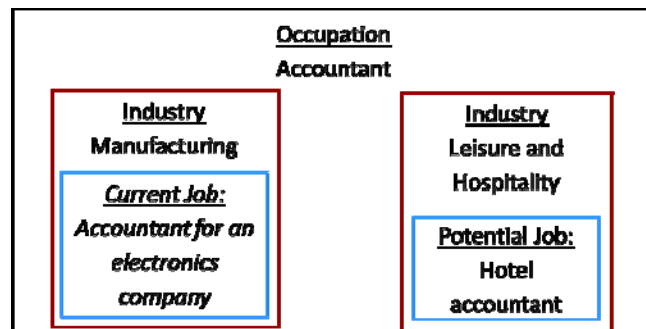 Occupation
Accountant
Industry
Manufacturing
Current Job:
Accountant for an
electronics
company
Industry
Leisure and
Hospitality
Potential Job:
Hotel
accountant